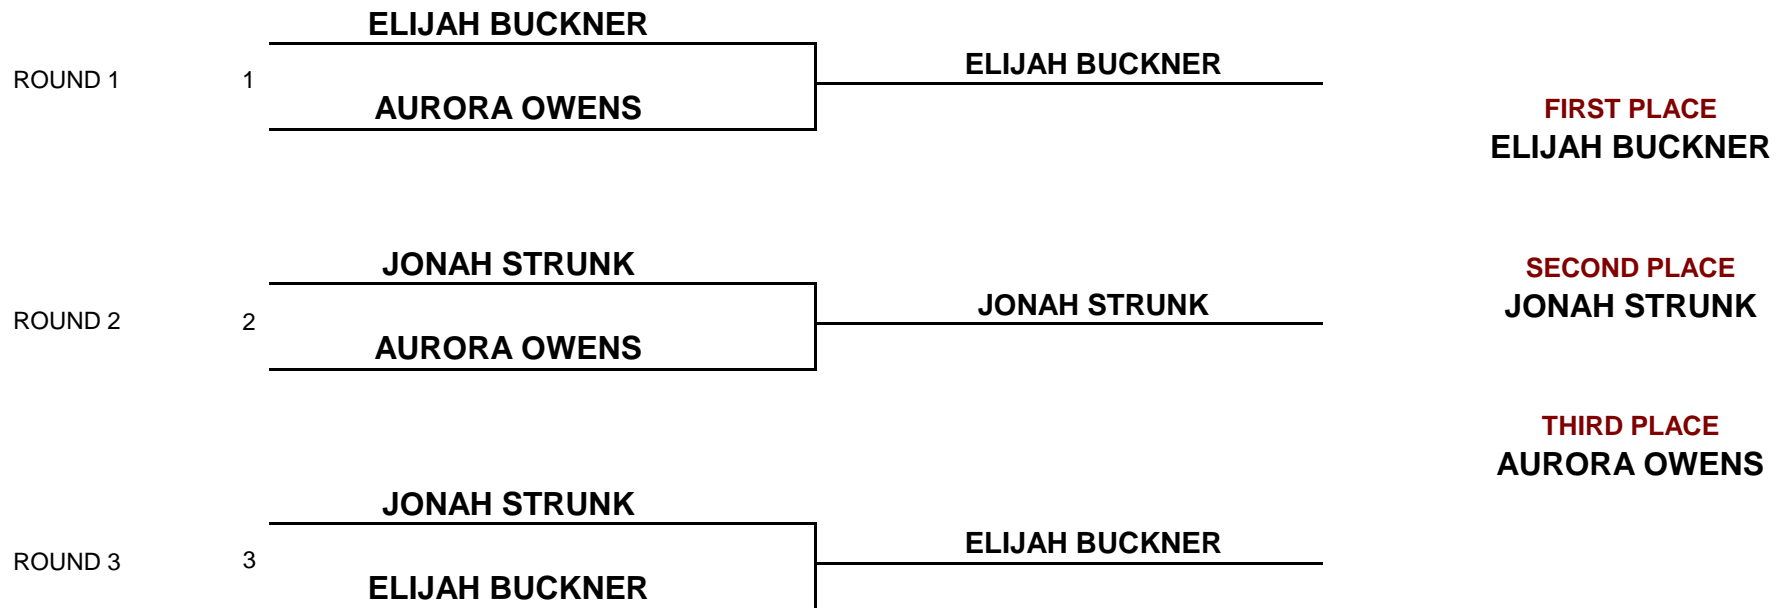 ELIJAH BUCKNER
ROUND 1
1
ELIJAH BUCKNER
AURORA OWENS
FIRST PLACE
ELIJAH BUCKNER
JONAH STRUNK
ROUND 2
2
JONAH STRUNK
AURORA OWENS
SECOND PLACE
JONAH STRUNK
THIRD PLACE
AURORA OWENS
JONAH STRUNK
ROUND 3
3
ELIJAH BUCKNER
ELIJAH BUCKNER